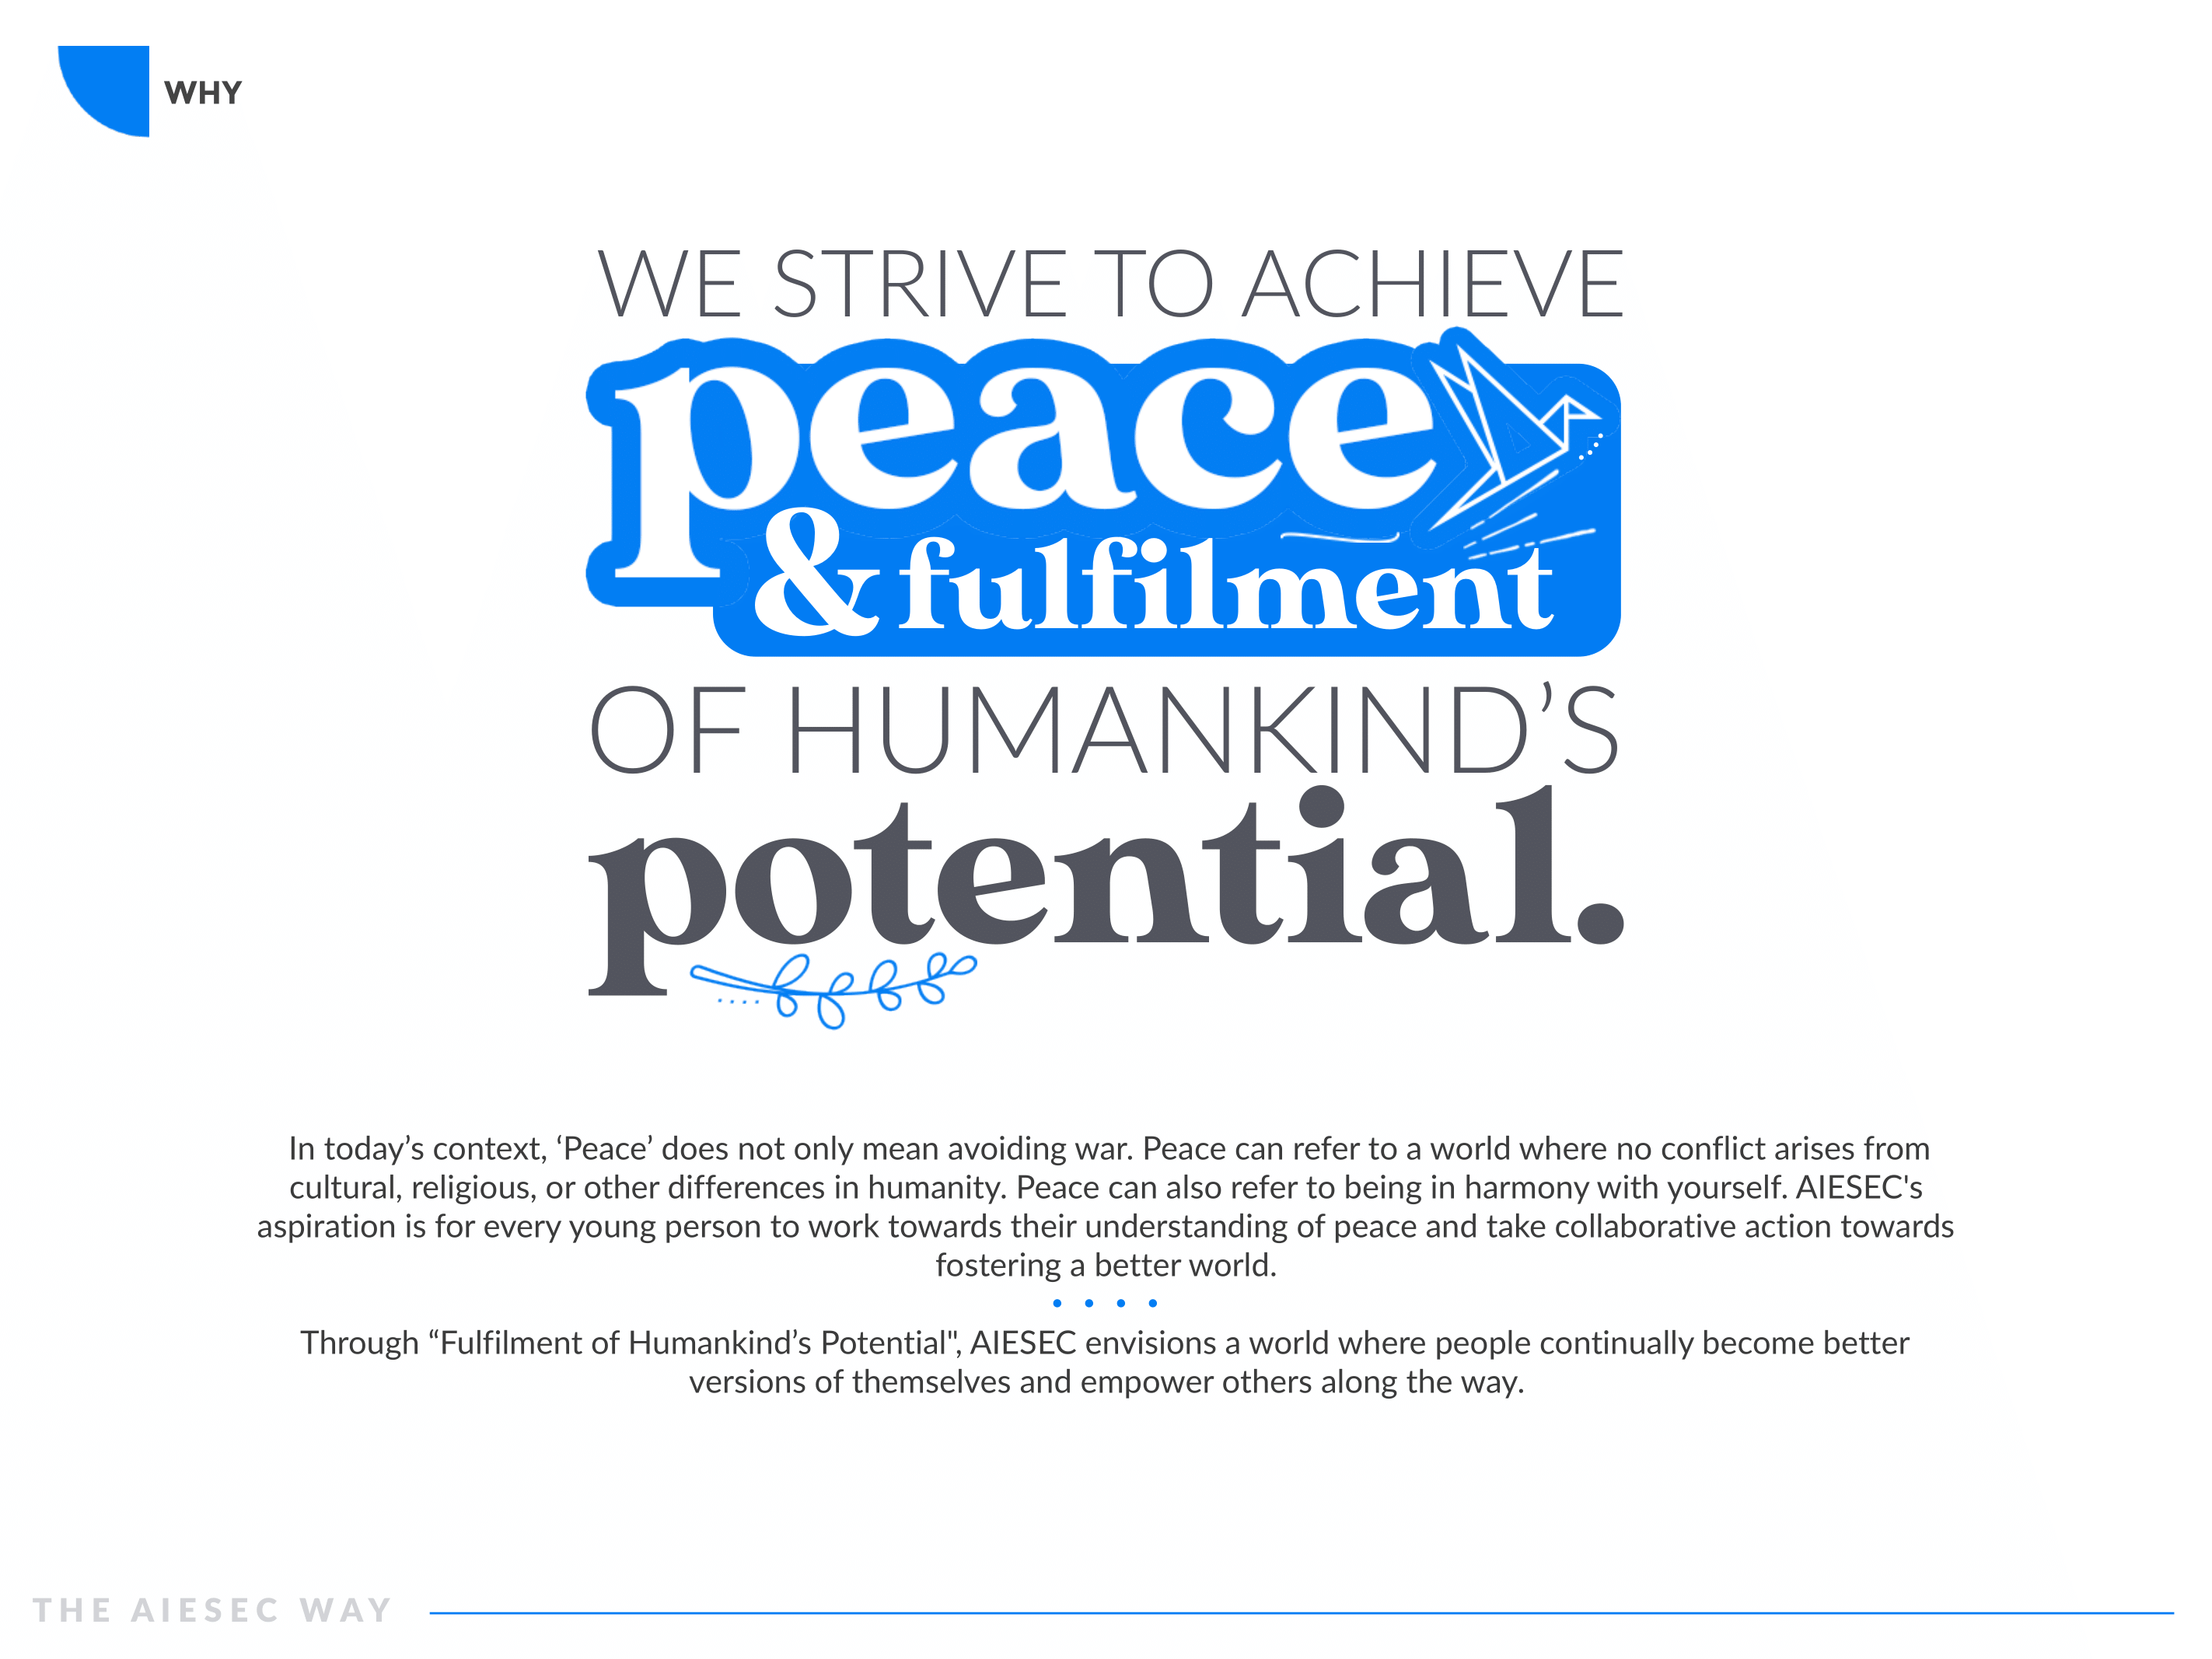 WHY
WE STRIVE TO ACHIEVE
peace
& fulfilment
OF HUMANKIND’S
potential.
In today’s context, ‘Peace’ does not only mean avoiding war. Peace can refer to a world where no conflict arises from
cultural, religious, or other differences in humanity. Peace can also refer to being in harmony with yourself. AIESEC's
aspiration is for every young person to work towards their understanding of peace and take collaborative action towards
fostering a better world.
Through “Fulfilment of Humankind’s Potential", AIESEC envisions a world where people continually become better
versions of themselves and empower others along the way.
THE AIESEC WAY